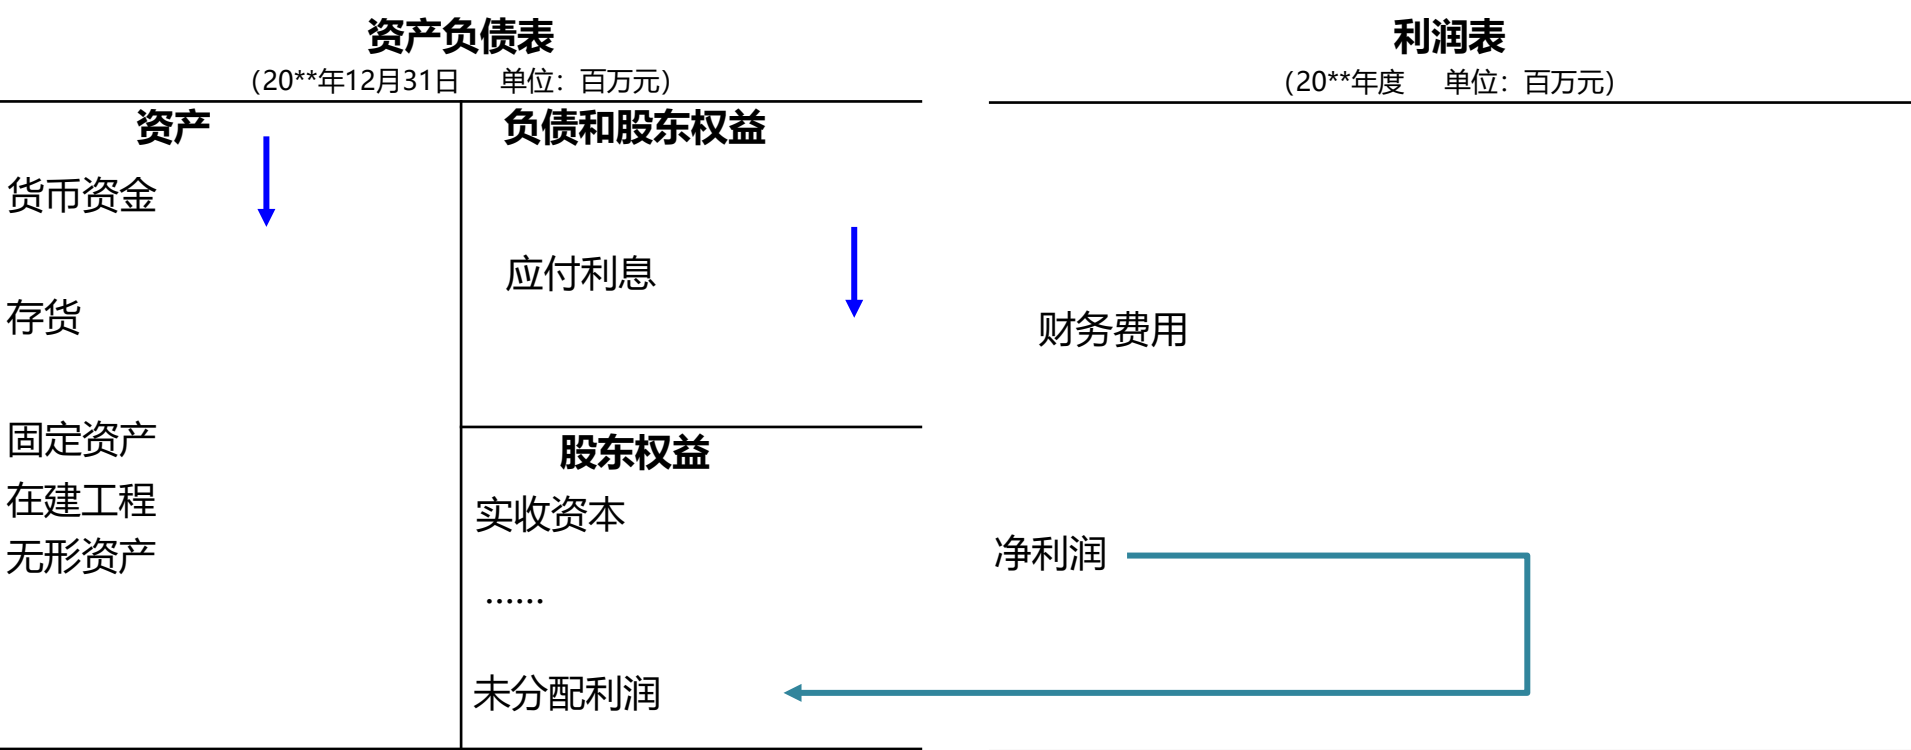 资产负债表
（20**年12月31日 单位：百万元）
资产
货币资金
存货
固定资产
在建工程
无形资产
负债和股东权益
应付利息
股东权益
实收资本
……
未分配利润
利润表
（20**年度 单位：百万元）
财务费用
净利润